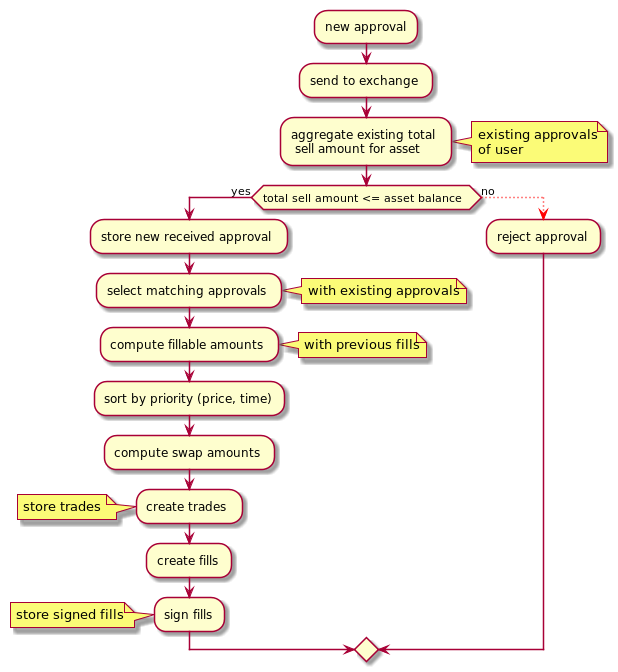 new approval
send to exchange
aggregate existing total
sell amount for asset
existing approvals
of user
yes
total sell amount <= asset balance
no
store new received approval
reject approval
select matching approvals
with existing approvals
compute fillable amounts
with previous fills
sort by priority (price, time)
compute swap amounts
store trades
create trades
create fills
store signed fills
sign fills